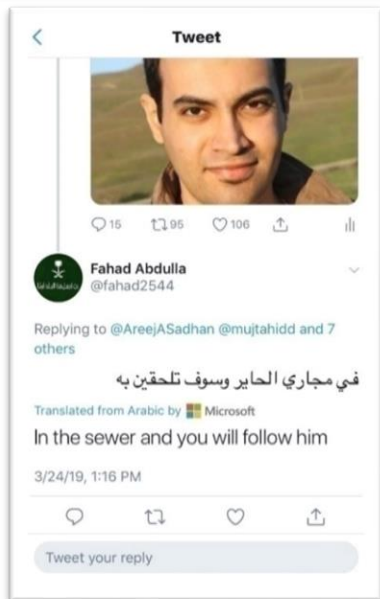 Tweet
15 95 106
Fahad Abdulla
@fahad2544
Replying to @AreejASadhan @mujtahidd and 7
others
في مجاري الحاير وسوف تلحقين به
Translated from Arabic by Microsoft
In the sewer and you will follow him
3/24/19, 1:16 PM
Tweet your reply